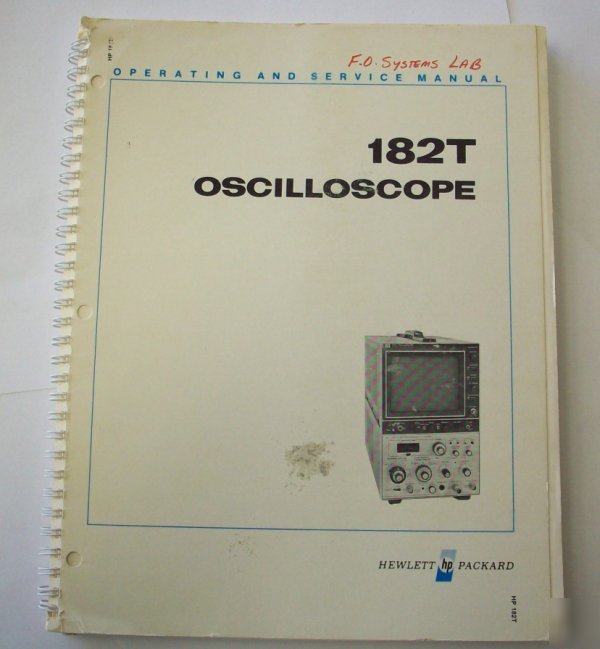 F.O. SYSTEMS LAB
OPERATING AND SERVICE MANUAL
182T
OSCILLOSCOPE
HEWLETT hp PACKARD
HP 182T